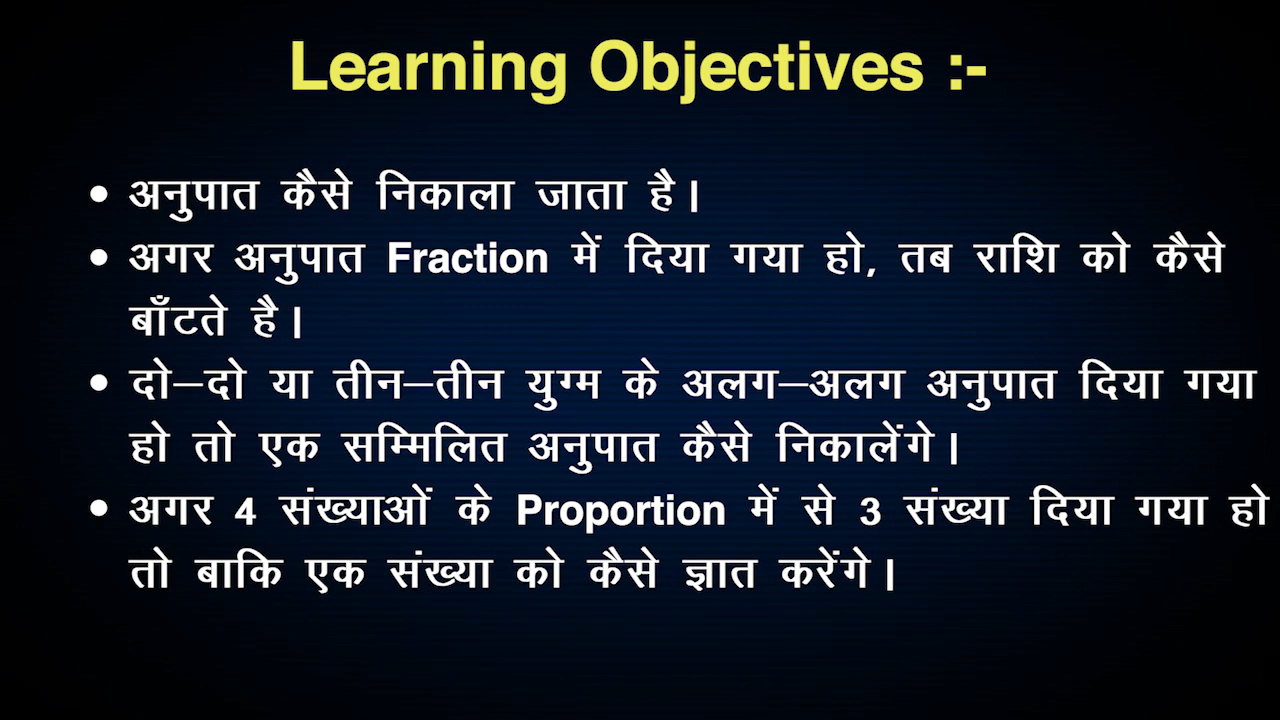 Learning Objectives :-
• अनुपात कैसे निकाला जाता है।
• अगर अनुपात Fraction में दिया गया हो, तब राशि को कैसे
बाँटते है।
• दो–दो या तीन–तीन युग्म के अलग–अलग अनुपात दिया गया
हो तो एक सम्मिलित अनुपात कैसे निकालेंगे।
• अगर 4 संख्याओं के Proportion में से 3 संख्या दिया गया हो
तो बाकि एक संख्या को कैसे ज्ञात करेंगे।